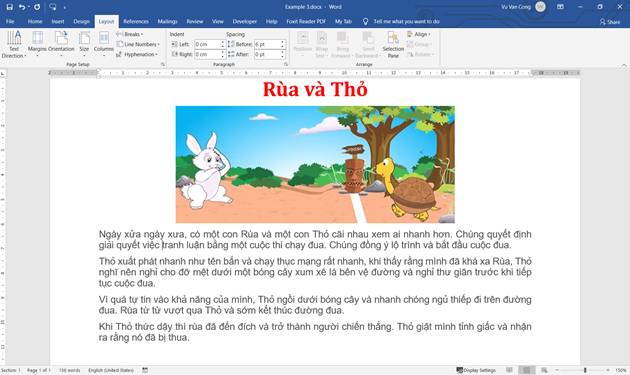 Example 3.docx - Word
Vu Van Cong
File Home Insert Draw Design Layout References Mailings Review View Developer Add-ins Help Foxit Reader PDF My Tab Tell me what you want to do
Share
Text Direction Margins Orientation Size Columns
Breaks
Line Numbers
Hyphenation
Page Setup
Indent Spacing
Left: 0 cm Before: 6 pt
Right: 0 cm After: 0 pt
Paragraph
Position Wrap Text Bring Forward Send Backward Selection Pane
Align
Group
Rotate
Arrange
Rùa và Thỏ
FINISH
Ngày xửa ngày xưa, có một con Rùa và một con Thỏ cãi nhau xem ai nhanh hơn. Chúng quyết định
giải quyết việc tranh luận bằng một cuộc thi chạy đua. Chúng đồng ý lộ trình và bắt đầu cuộc đua.
Thỏ xuất phát nhanh như tên bắn và chạy thục mạng rất nhanh, khi thấy rằng mình đã khá xa Rùa, Thỏ
nghĩ nên nghỉ cho đỡ mệt dưới một bóng cây xum xê lá bên vệ đường và nghỉ thư giãn trước khi tiếp
tục cuộc đua.
Vì quá tự tin vào khả năng của mình, Thỏ ngồi dưới bóng cây và nhanh chóng ngủ thiếp đi trên đường
đua. Rùa từ từ vượt qua Thỏ và sớm kết thúc đường đua.
Khi Thỏ thức dậy thì rùa đã đến đích và trở thành người chiến thắng. Thỏ giật mình tỉnh giấc và nhận
ra rằng nó đã bị thua.
Section: 1 Page 1 of 1 136 words English (United States) Display Settings 150%